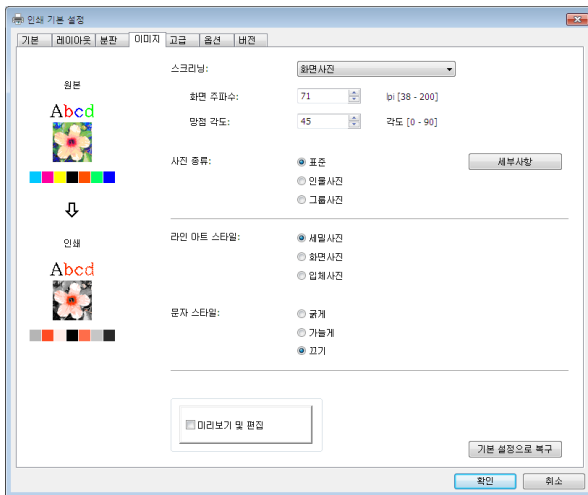 인쇄 기본 설정
기본 레이아웃 분판 이미지 고급 옵션 버전
스크리닝: 화면사진
화면 주파수: 71 lpi [38 - 200]
망점 각도: 45 각도 [0 - 90]
원본
Abcd
사진 종류: 표준 세부사항
인물사진
그룹사진
인쇄
Abcd
라인 마트 스타일: 세밀사진
화면사진
입체사진
문자 스타일: 굵게
가늘게
끄기
미리보기 및 편집
기본 설정으로 복구
확인 취소